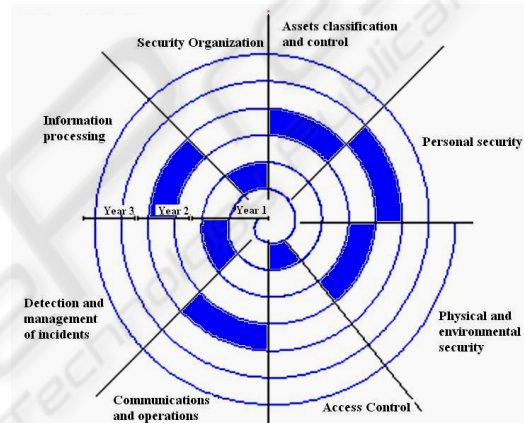 Assets classification
and control
Security Organization
Information
processing
Personal security
Year 3
Year 2
Year 1
Detection and
management
of incidents
Physical and
environmental
security
Communications
and operations
Access Control